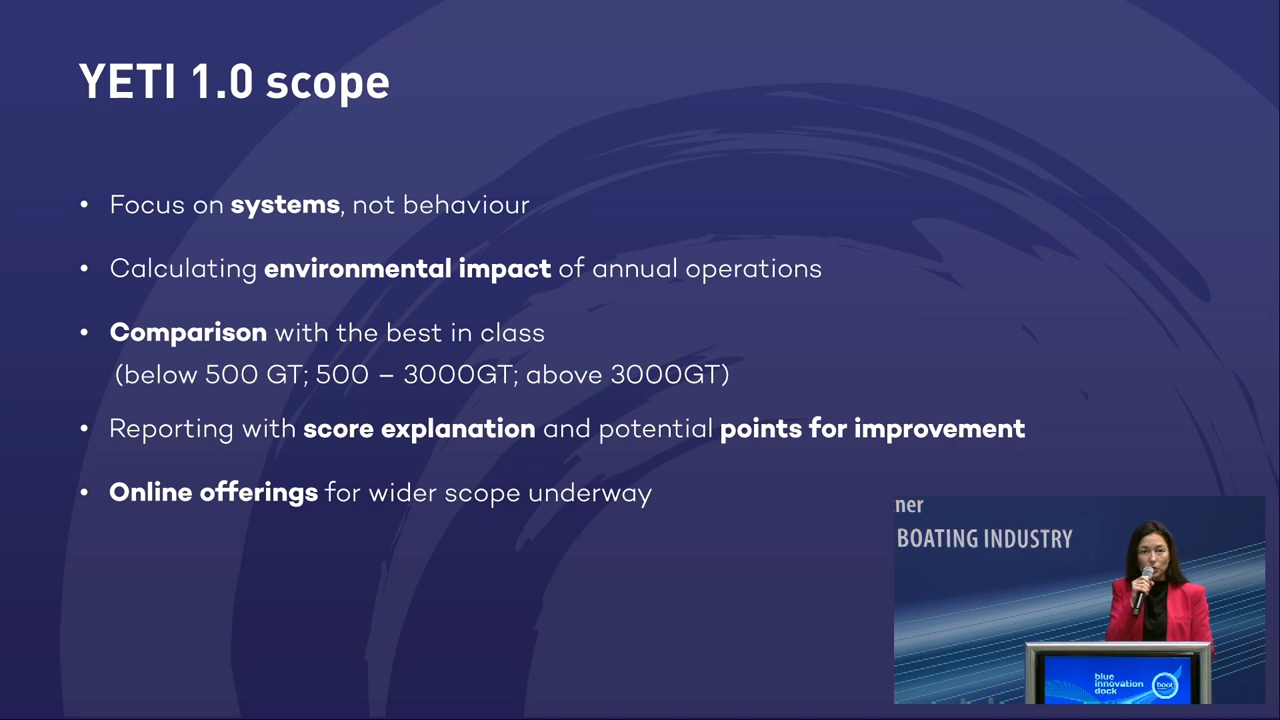 YETI 1.0 scope
• Focus on systems, not behaviour
• Calculating environmental impact of annual operations
• Comparison with the best in class
(below 500 GT; 500 – 3000GT; above 3000GT)
• Reporting with score explanation and potential points for improvement
• Online offerings for wider scope underway
BOATING INDUSTRY
blue
innovation
dock
boot